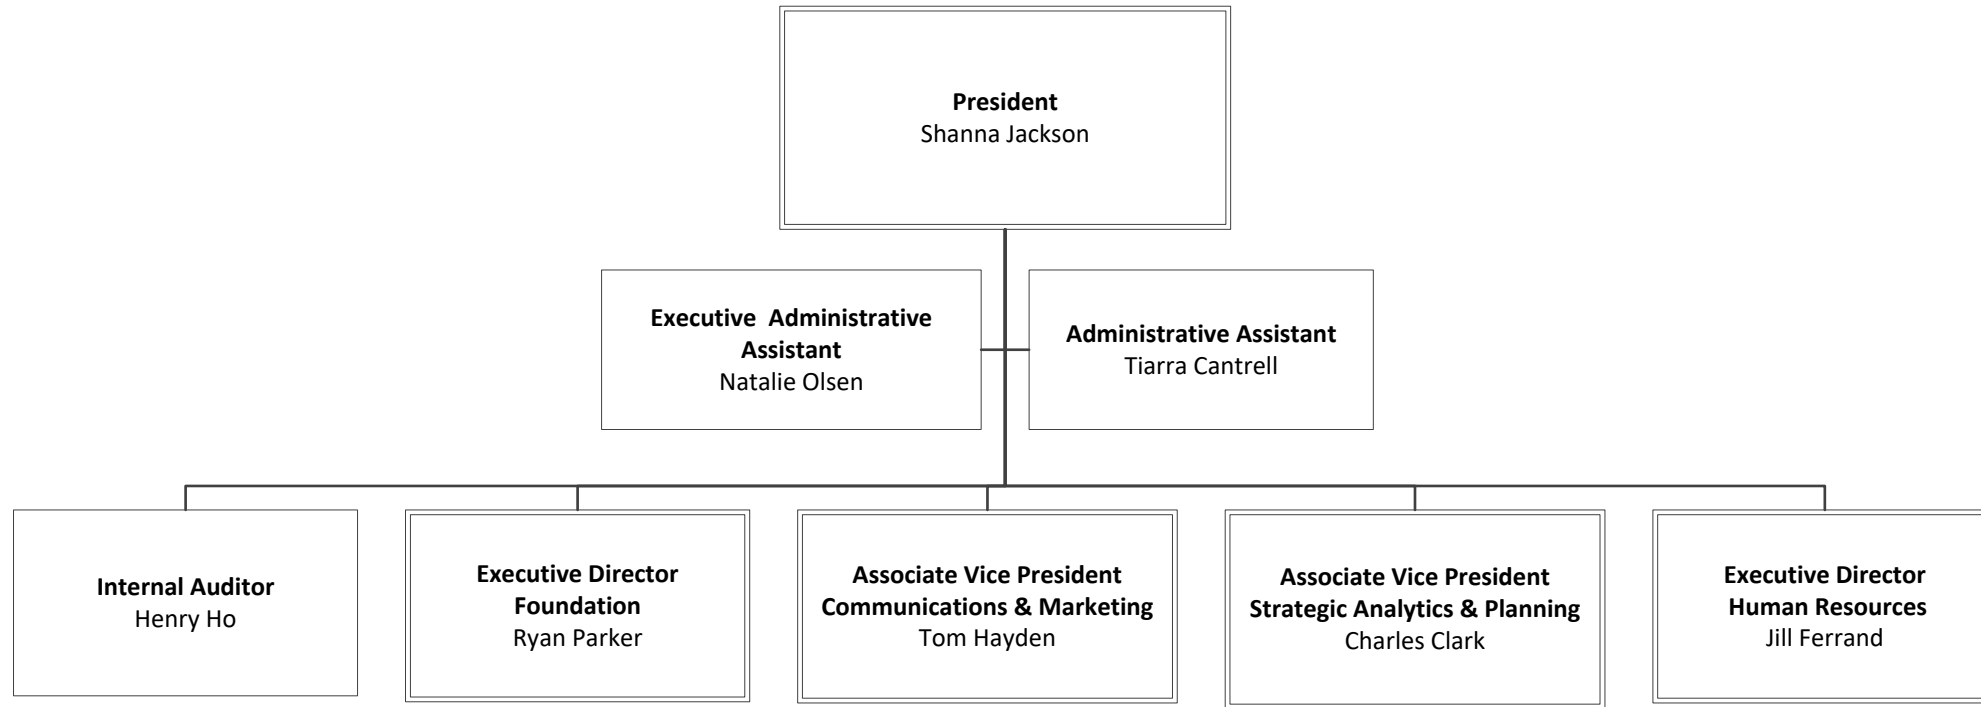 President
Shanna Jackson
Executive  Administrative
Assistant
Natalie Olsen
Administrative Assistant
Tiarra Cantrell
Internal Auditor
Henry Ho
Executive Director
Foundation
Ryan Parker
Associate Vice President
Communications & Marketing
Tom Hayden
Associate Vice President
Strategic Analytics & Planning
Charles Clark
Executive Director
Human Resources
Jill Ferrand